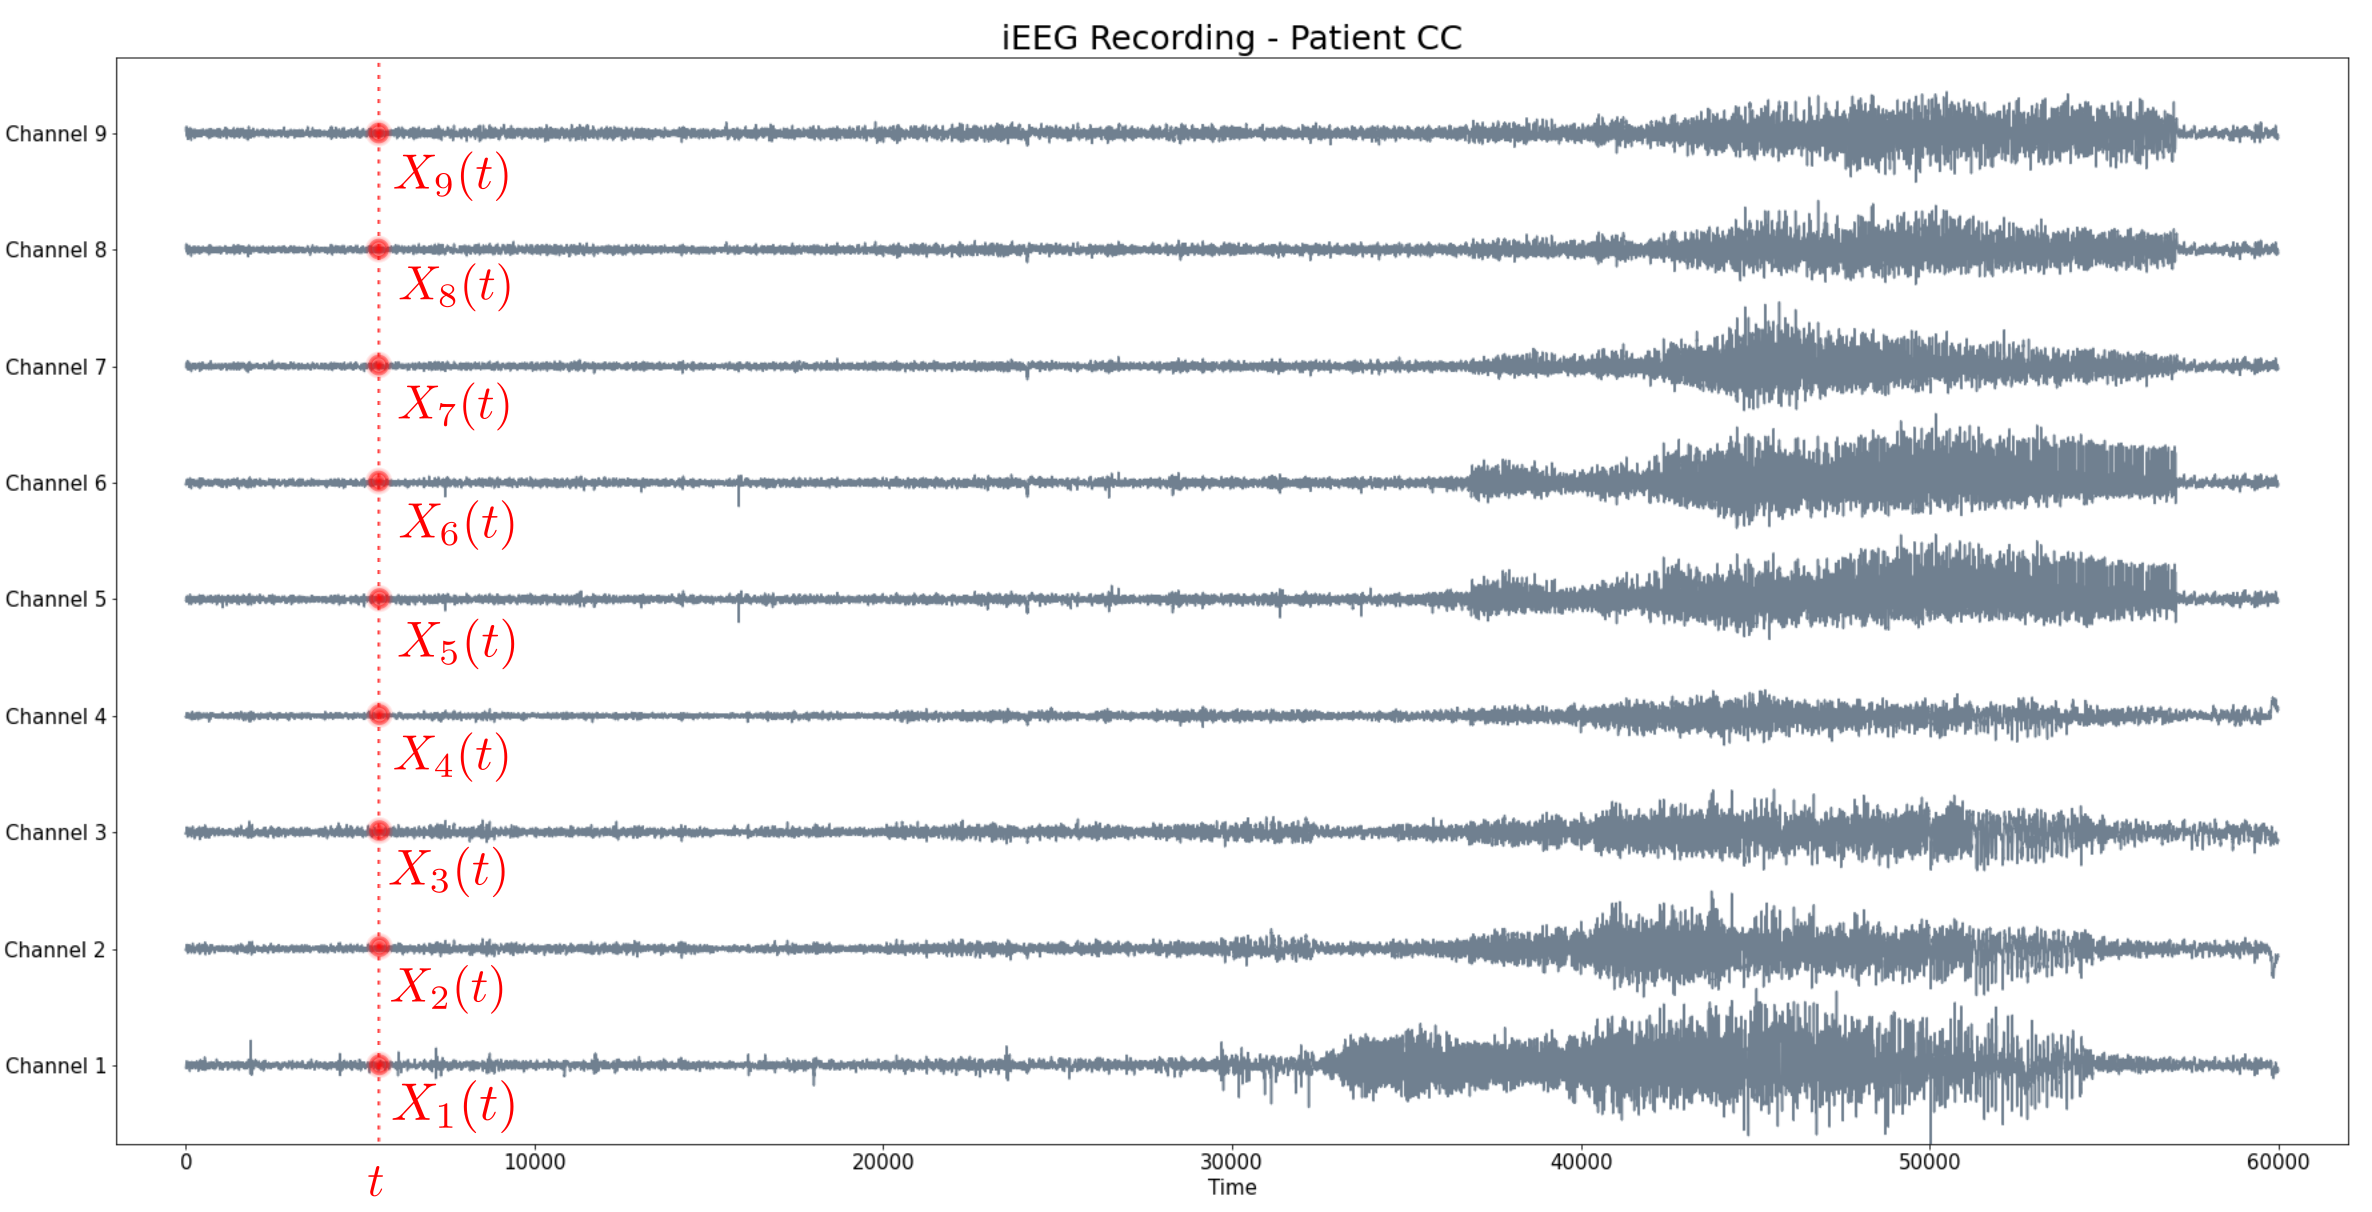 iEEG Recording - Patient CC
Channel 9
X₉(t)
Channel 8
X₈(t)
Channel 7
X₇(t)
Channel 6
X₆(t)
Channel 5
X₅(t)
Channel 4
X₄(t)
Channel 3
X₃(t)
Channel 2
X₂(t)
Channel 1
X₁(t)
0 10000 20000 30000 40000 50000 60000
t
Time